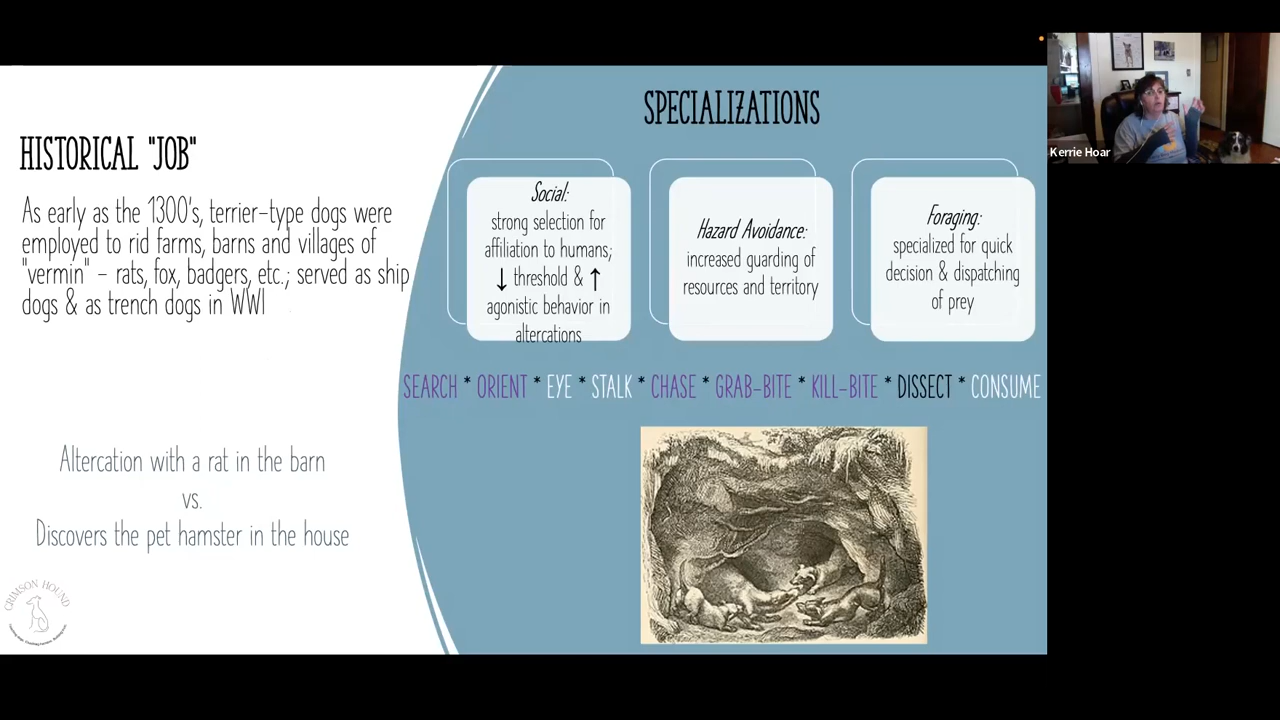 HISTORICAL "JOB"
As early as the 1300's, terrier-type dogs were
employed to rid farms, barns and villages of
"vermin" - rats, fox, badgers, etc.; served as ship
dogs & as trench dogs in WWI
Altercation with a rat in the barn
vs.
Discovers the pet hamster in the house
CRIMSON HOUND
SPECIALIZATIONS
Social:
strong selection for
affiliation to humans;
↓ threshold & ↑
agonistic behavior in
altercations
Hazard Avoidance:
increased guarding of
resources and territory
Foraging:
specialized for quick
decision & dispatching
of prey
SEARCH * ORIENT * EYE * STALK * CHASE * GRAB-BITE * KILL-BITE * DISSECT * CONSUME
Kerrie Hoar